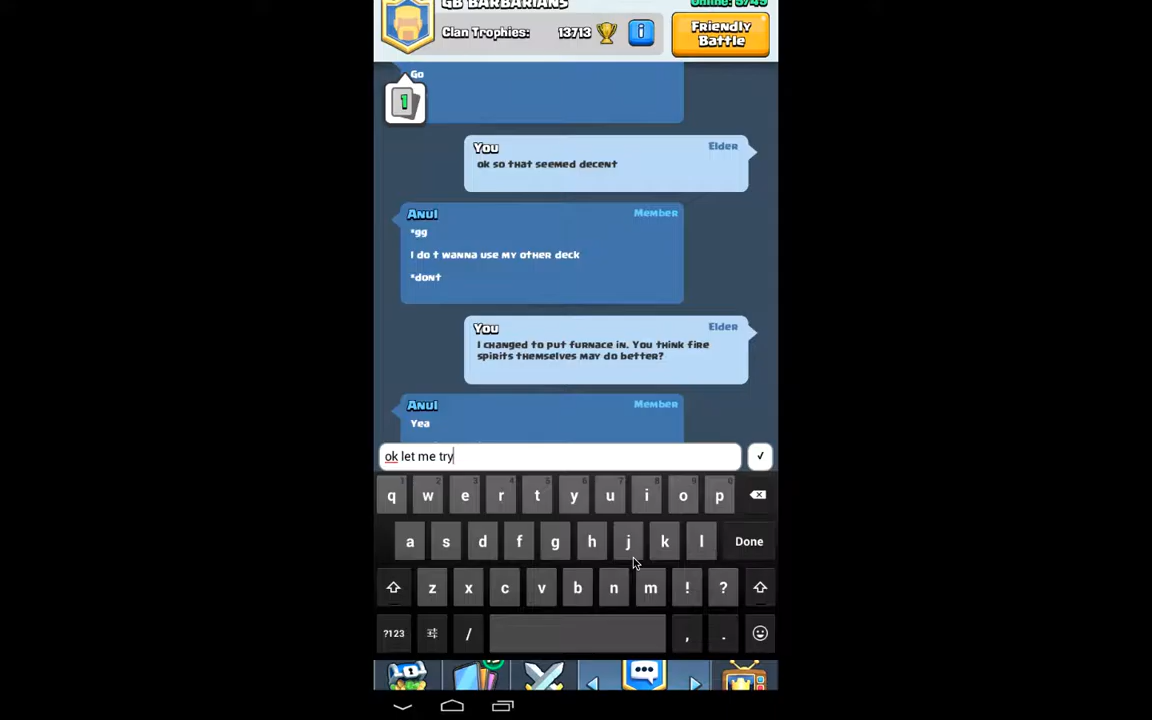 GB BARBARIANS
Clan Trophies: 13713
i
Friendly
Battle
Go
1
You
Elder
ok so that seemed decent
Anul
Member
*gg
I do t wanna use my other deck
*dont
You
Elder
I changed to put furnace in. You think fire
spirits themselves may do better?
Anul
Member
Yea
ok let me try
q w e r t y u i o p
a s d f g h j k l Done
z x c v b n m ! ?
?123 / , .